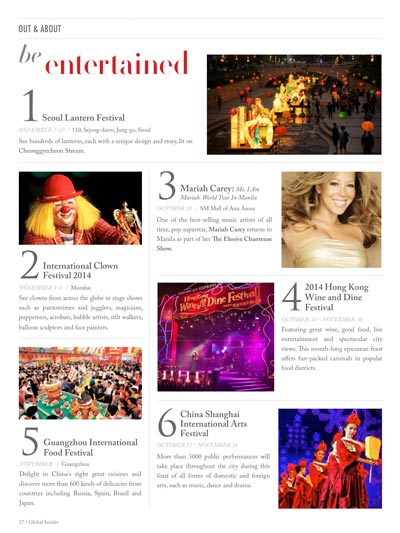 OUT & ABOUT
be entertained
1 Seoul Lantern Festival
NOVEMBER 7-23 / 110, Sejong-daero, Jung-gu, Seoul
See hundreds of lanterns, each with a unique design and story, lit on
Cheonggyecheon Stream.
2 International Clown
Festival 2014
NOVEMBER 1-5 / Mumbai
See clowns from across the globe in stage shows
such as pantomimes and jugglers, magicians,
puppeteers, acrobats, bubble artists, stilt walkers,
balloon sculptors and face painters.
3 Mariah Carey: Me. I Am
Mariah. World Tour In Manila
OCTOBER 28 / SM Mall of Asia Arena
One of the best-selling music artists of all
time, pop superstar, Mariah Carey returns to
Manila as part of her The Elusive Chanteuse
Show.
Hong Kong
Wine & Dine Festival
4 2014 Hong Kong
Wine and Dine
Festival
OCTOBER 30 - NOVEMBER 30
Featuring great wine, good food, live
entertainment and spectacular city
views. This month-long epicurean feast
offers fun-packed carnivals in popular
food districts.
5 Guangzhou International
Food Festival
NOVEMBER / Guangzhou
Delight in China's eight great cuisines and
discover more than 600 kinds of delicacies from
countries including Russia, Spain, Brazil and
Japan.
6 China Shanghai
International Arts
Festival
OCTOBER 17 - NOVEMBER 16
More than 3000 public performances will
take place throughout the city during this
feast of all forms of domestic and foreign
arts, such as music, dance and drama.
57 / Global Insider